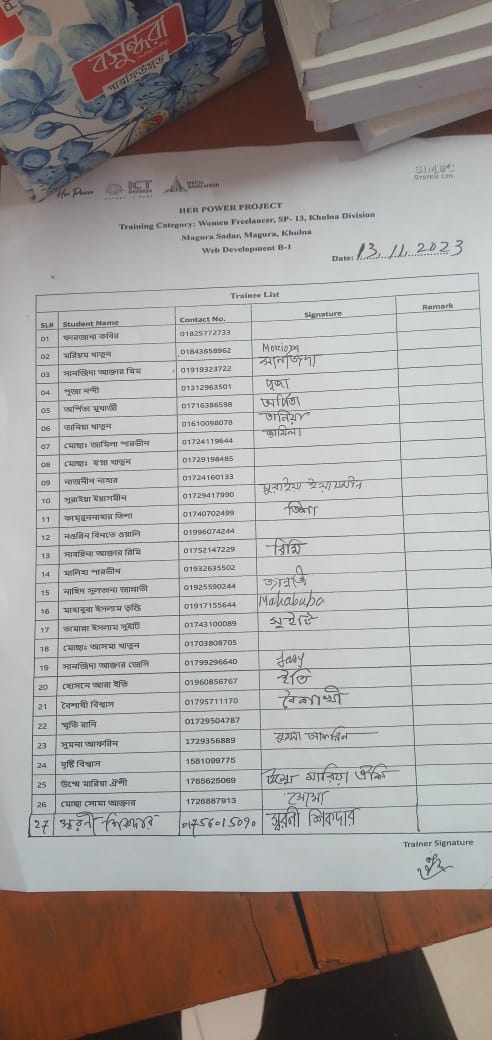 বসুন্ধরা
Her Power
ICT
DIVISION
SIMEC
SYSTEM LTD.
HER POWER PROJECT
Training Category: Women Freelancer, SP- 13, Khulna Division
Magura Sadar, Magura, Khulna
Web Development B-1
Date: 13.11.2023
Trainee List
SL# Student Name Contact No. Signature Remark
01 ফারজানা কবির 01825772733
02 মরিয়ম খাতুন 01843658962
03 সানজিদা আক্তার মিম 01919323722 সানজিদা
04 পূজা নন্দী 01312963501 পূজা
05 অর্পিতা মুখার্জী 01716386598 অর্পিতা
06 তানিয়া খাতুন 01610098078 তানিয়া
07 মোছাঃ জামিলা পারভীন 01724119644 জামিলা
08 মোছাঃ খাতুন 01729198485
09 নাজনীন নাহার 01724160133
10 সুরাইয়া ইয়াসমীন 01729417990 সুরাইয়া ইয়াসমীন
11 কামরুননাহার জিশা 01740702499
12 নওরিন বিনতে ওয়ালি 01996074244
13 সাবরিনা আক্তার রিমি 01752147229 রিমি
14 মালিহা পারভীন 01932635502
15 নাহিদ সুলতানা 01925590244
16 মাহাবুবা ইসলাম তৃপ্তি 01917155644 Mahabuba
17 তামান্না ইসলাম সুইটি 01743100089 সুইটি
18 মোছাঃ আসমা খাতুন 01703808705
19 সানজিদা আক্তার জেসি 01799296640
20 হোসনে আরা ইতি 01960856767 ইতি
21 বৈশাখী বিশ্বাস 01795711170 বৈশাখী
22 স্মৃতি রানি 01729504787
23 সুমনা আফরিন 1729356889 সুমনা আফরিন
24 দৃষ্টি বিশ্বাস 1581099775
25 উম্মে মারিয়া ঐশী 1765625069 উম্মে মারিয়া ঐশী
26 মোছা সোমা আক্তার 1726887913 সোমা
27 স্বরনী শিকদার 01756015090 স্বরনী শিকদার
Trainer Signature